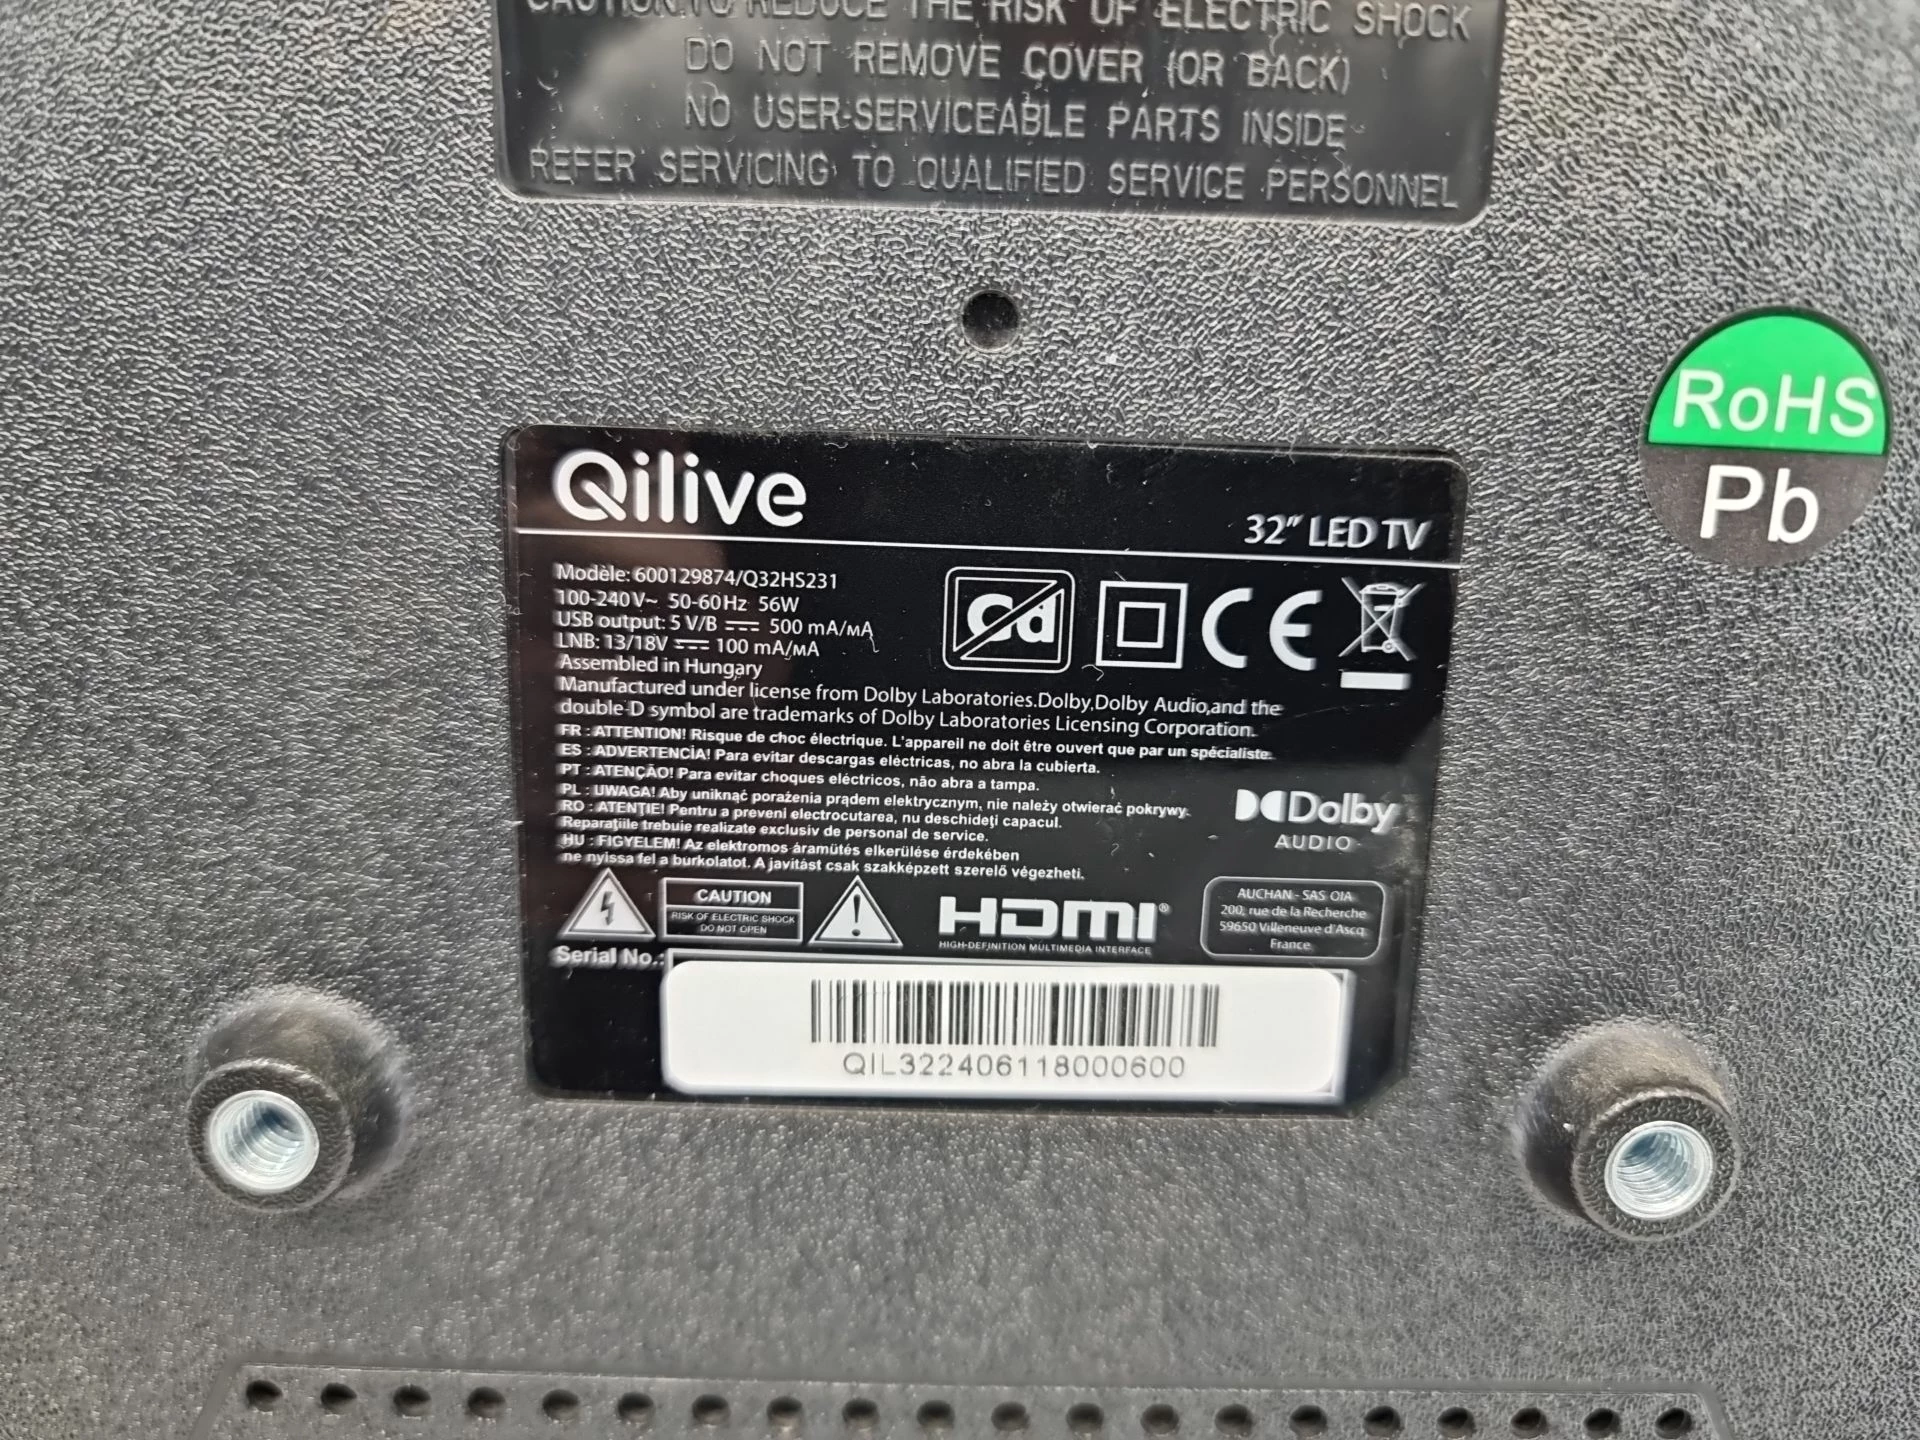 CAUTION:TO REDUCE THE RISK OF ELECTRIC SHOCK
DO NOT REMOVE COVER (OR BACK)
NO USER-SERVICEABLE PARTS INSIDE
REFER SERVICING TO QUALIFIED SERVICE PERSONNEL
RoHS
Pb
Qilive
32" LED TV
Modèle: 600129874/Q32HS231
100-240V~ 50-60Hz 56W
USB output: 5 V/B ⎓ 500 mA/мА
LNB: 13/18V ⎓ 100 mA/мА
Assembled in Hungary
Cd
CE
Manufactured under license from Dolby Laboratories.Dolby,Dolby Audio,and the
double-D symbol are trademarks of Dolby Laboratories Licensing Corporation.
FR : ATTENTION! Risque de choc électrique. L'appareil ne doit être ouvert que par un spécialiste.
ES : ADVERTENCIA! Para evitar descargas eléctricas, no abra la cubierta.
PT : ATENÇÃO! Para evitar choques eléctricos, não abra a tampa.
PL : UWAGA! Aby uniknąć porażenia prądem elektrycznym, nie należy otwierać pokrywy.
RO : ATENȚIE! Pentru a preveni electrocutarea, nu deschideți capacul.
Reparațiile trebuie realizate exclusiv de personal de service.
HU : FIGYELEM! Az elektromos áramütés elkerülése érdekében
ne nyissa fel a burkolatot. A javítást csak szakképzett szerelő végezheti.
Dolby
AUDIO
CAUTION
RISK OF ELECTRIC SHOCK
DO NOT OPEN
HDMI®
HIGH-DEFINITION MULTIMEDIA INTERFACE
AUCHAN - SAS OIA
200, rue de la Recherche
59650 Villeneuve d'Ascq
France
Serial No.:
QIL322406118000600